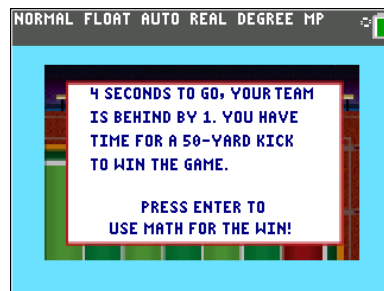 NORMAL FLOAT AUTO REAL DEGREE MP
4 SECONDS TO GO, YOUR TEAM
IS BEHIND BY 1. YOU HAVE
TIME FOR A 50-YARD KICK
TO WIN THE GAME.
PRESS ENTER TO
USE MATH FOR THE WIN!